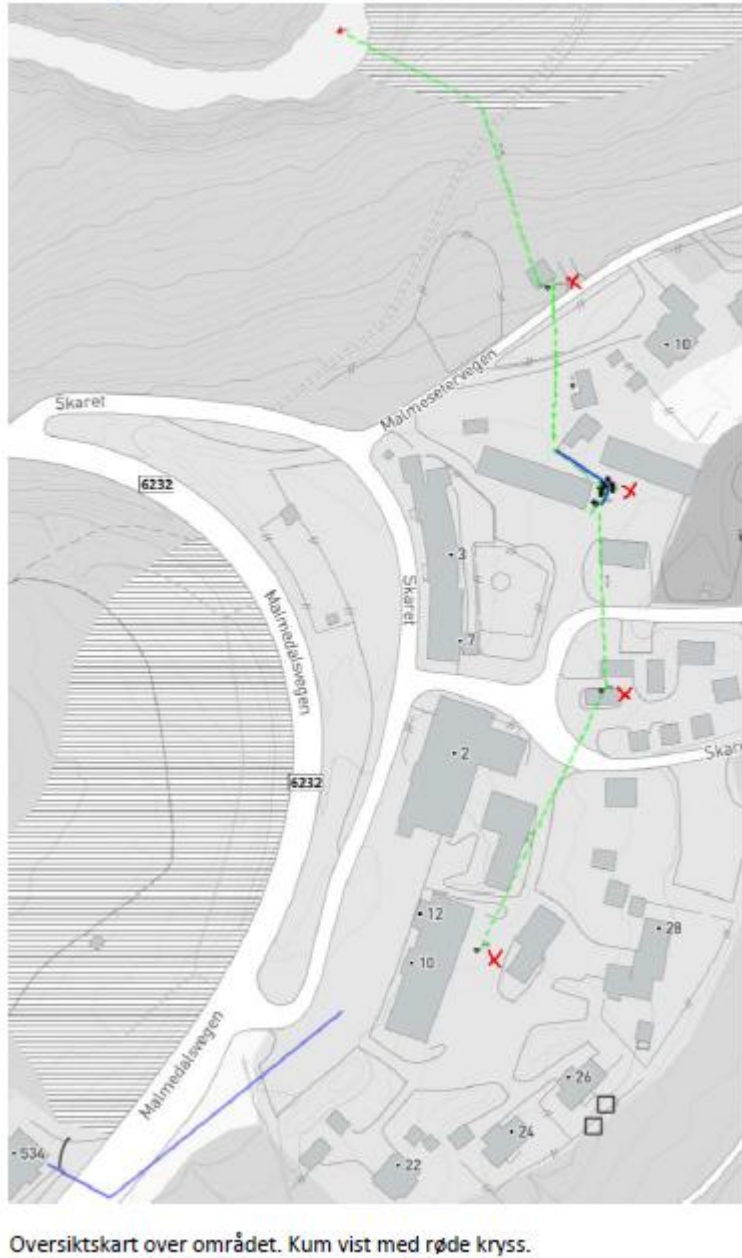 10
Malmesetervegen
Skaret
6232
3
Skaret
7
Malmedalsvegen
2
6232
Skaret
12
28
10
Malmedalsvegen
26
24
534
22
Oversiktskart over området. Kum vist med røde kryss.